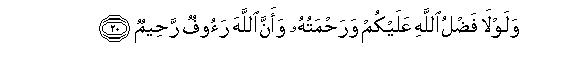 وَلَوْلَا فَضْلُ ٱللَّهِ عَلَيْكُمْ وَرَحْمَتُهُۥ وَأَنَّ ٱللَّهَ رَءُوفٌ رَّحِيمٌ ۝٢٠